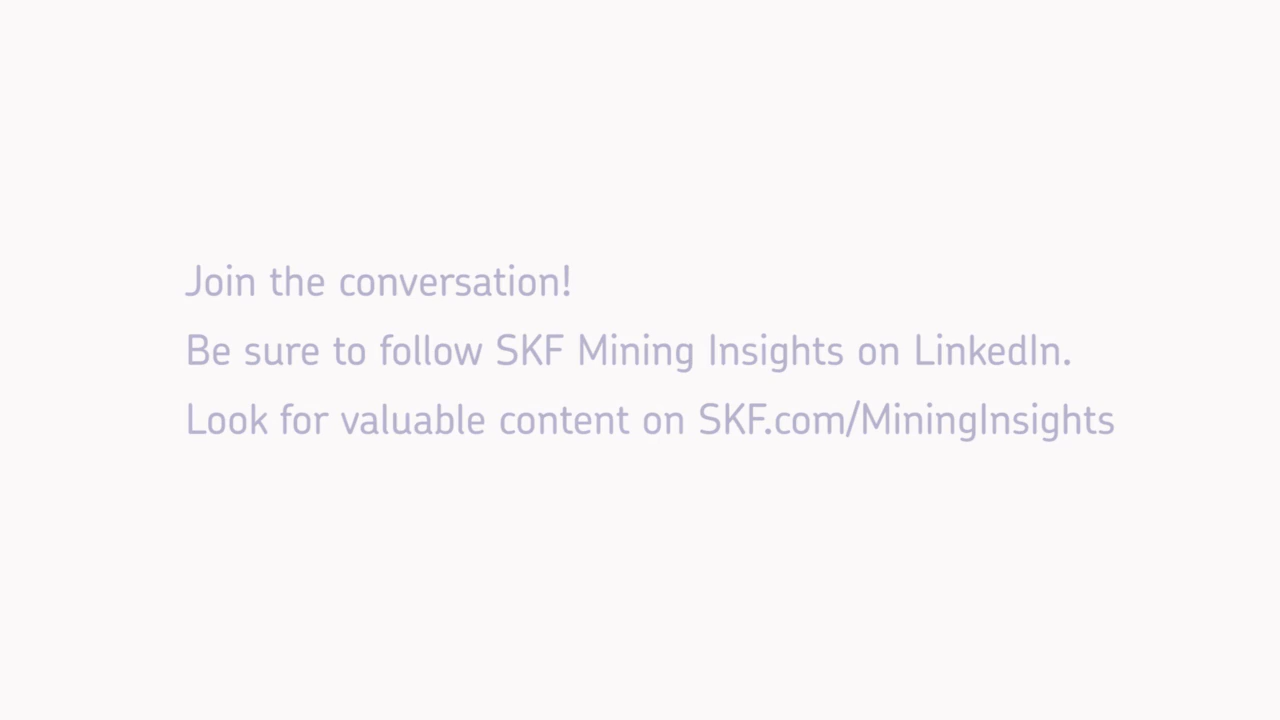 Join the conversation!
Be sure to follow SKF Mining Insights on LinkedIn.
Look for valuable content on SKF.com/MiningInsights